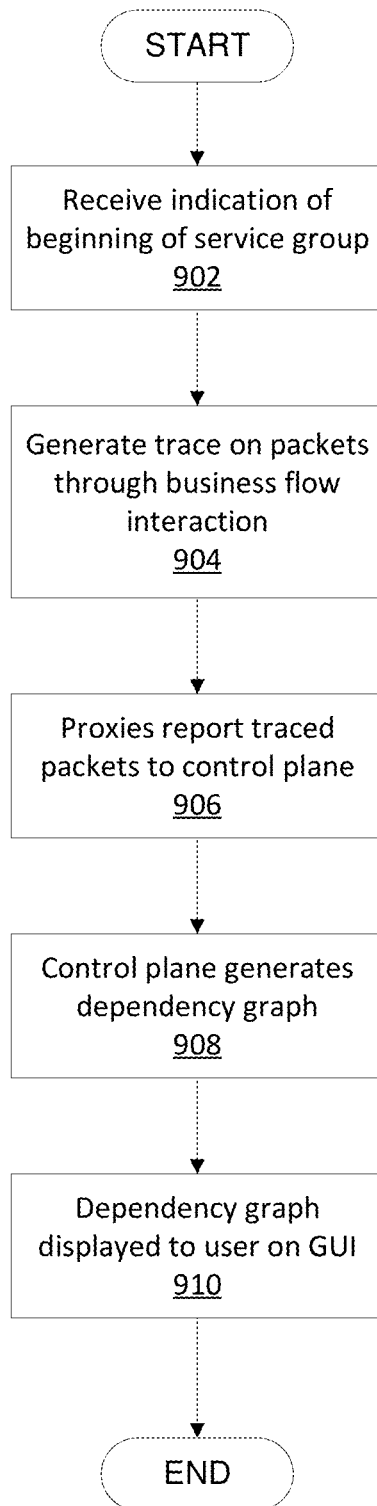 START
Receive indication of
beginning of service group
902
Generate trace on packets
through business flow
interaction
904
Proxies report traced
packets to control plane
906
Control plane generates
dependency graph
908
Dependency graph
displayed to user on GUI
910
END